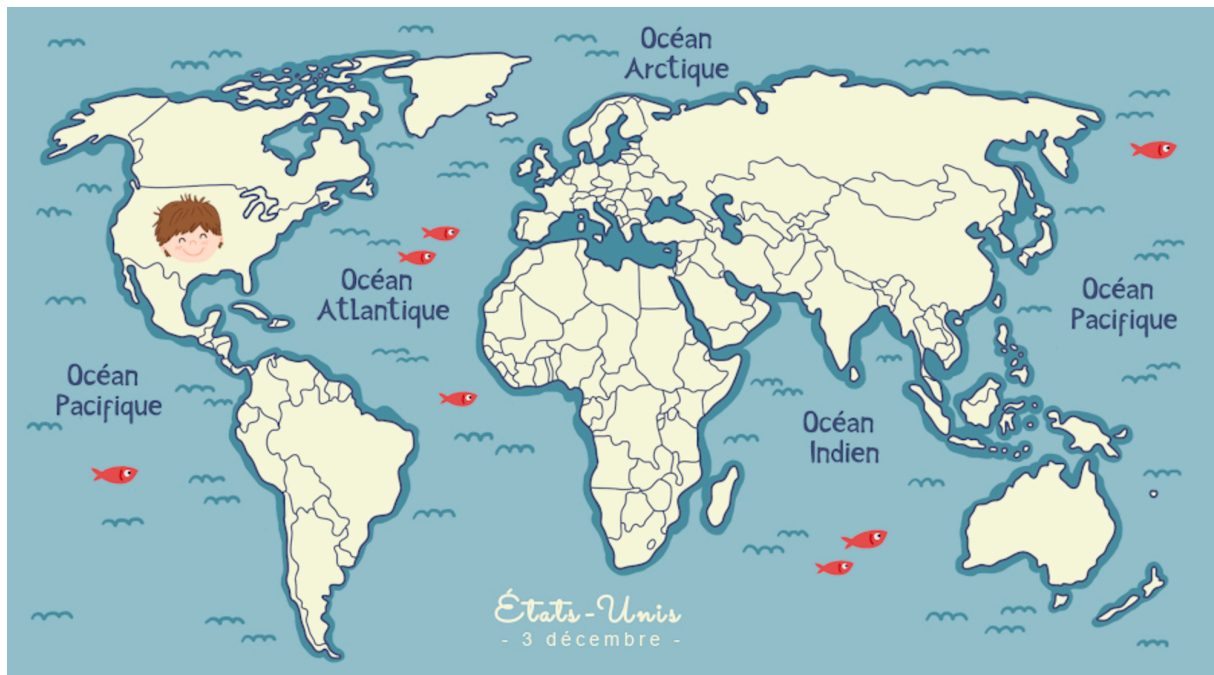 Océan
Arctique
Océan
Atlantique
Océan
Pacifique
Océan
Pacifique
Océan
Indien
États-Unis
- 3 décembre -